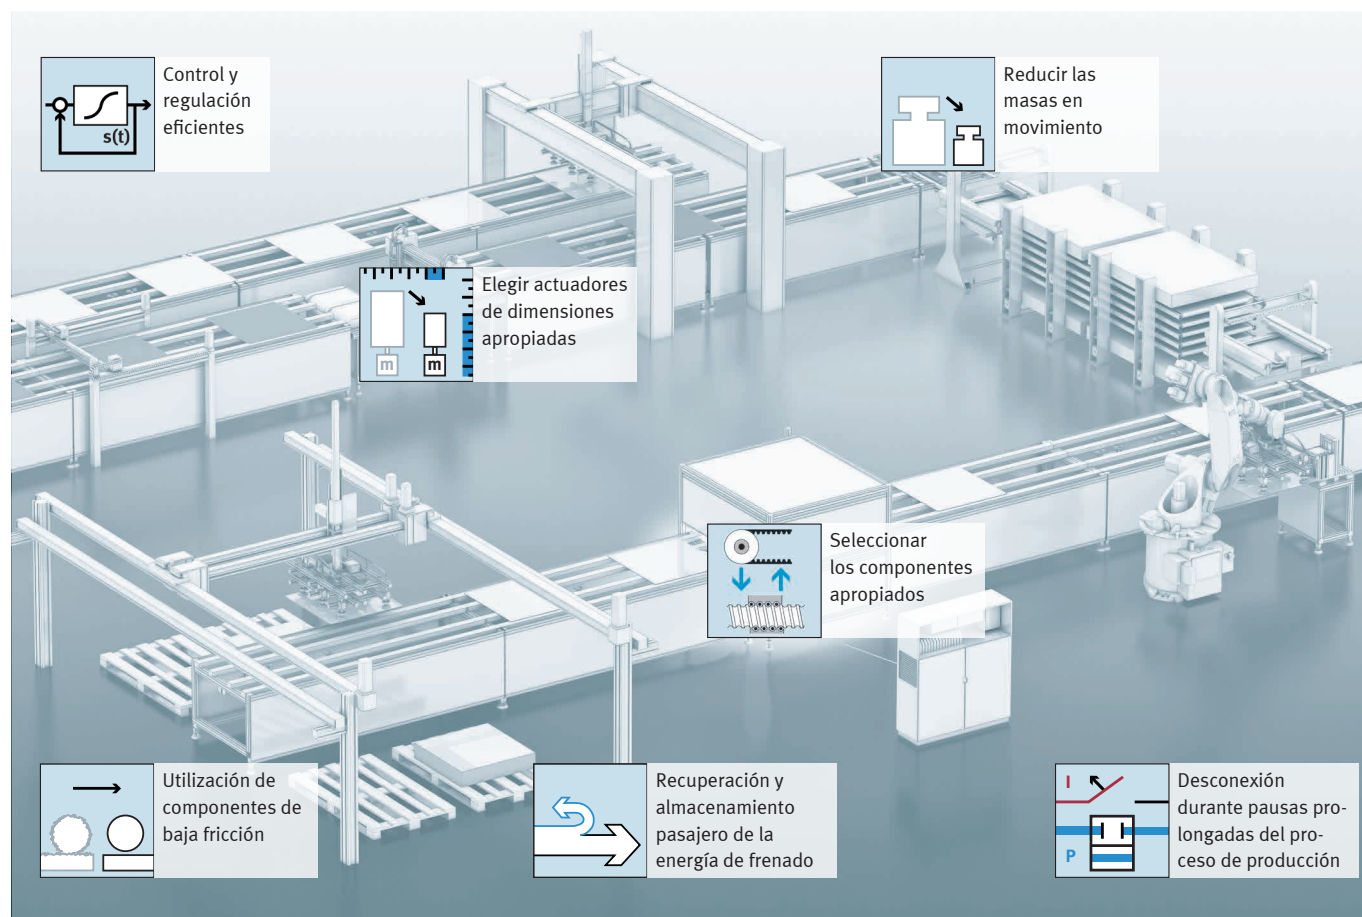 Control y
regulación
eficientes
s(t)
Reducir las
masas en
movimiento
Elegir actuadores
de dimensiones
apropiadas
m
m
Seleccionar
los componentes
apropiados
Utilización de
componentes de
baja fricción
Recuperación y
almacenamiento
pasajero de la
energía de frenado
I
P
Desconexión
durante pausas pro-
longadas del pro-
ceso de producción